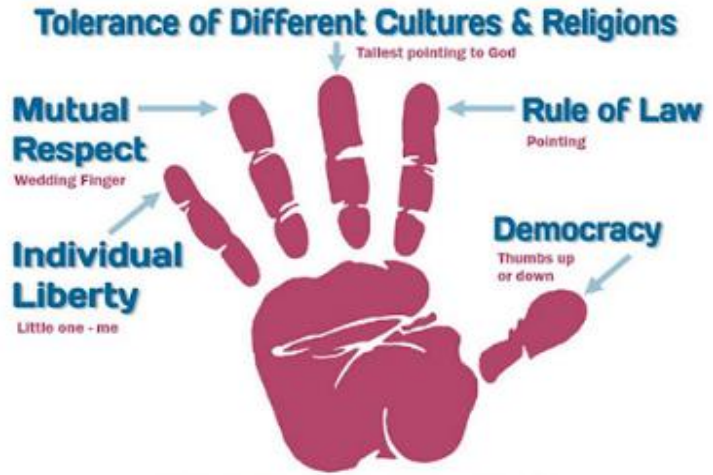 Tolerance of Different Cultures & Religions
Tallest pointing to God
Mutual
Respect
Wedding Finger
Rule of Law
Pointing
Individual
Liberty
Little one - me
Democracy
Thumbs up
or down